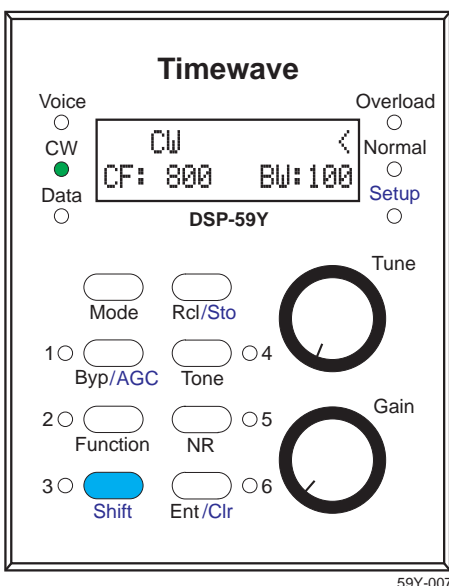 Timewave
Voice
Overload
CW
CW <
Normal
Data
CF: 800 BW:100
Setup
DSP-59Y
Tune
Mode Rcl/Sto
1 4
Byp/AGC Tone
Gain
2 5
Function NR
3 6
Shift Ent/Clr
59Y-007